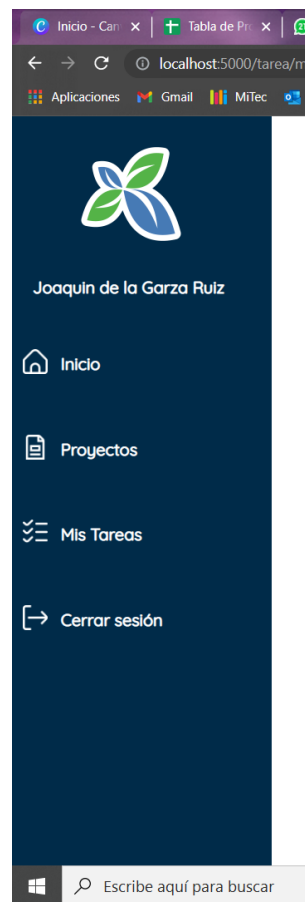 Inicio - Can
Tabla de Pr
localhost:5000/tarea/m
Aplicaciones Gmail MiTec
Joaquin de la Garza Ruiz
Inicio
Proyectos
Mis Tareas
Cerrar sesión
Escribe aquí para buscar